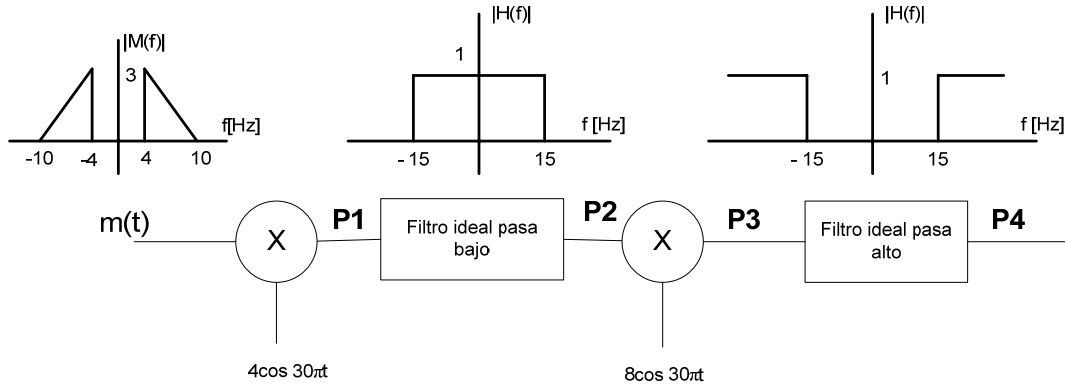 |M(f)|
3
f[Hz]
-10
-4
4
10
|H(f)|
1
f [Hz]
- 15
15
|H(f)|
1
f [Hz]
- 15
15
m(t)
X
P1
Filtro ideal pasa
bajo
P2
X
P3
Filtro ideal pasa
alto
P4
4cos 30πt
8cos 30πt